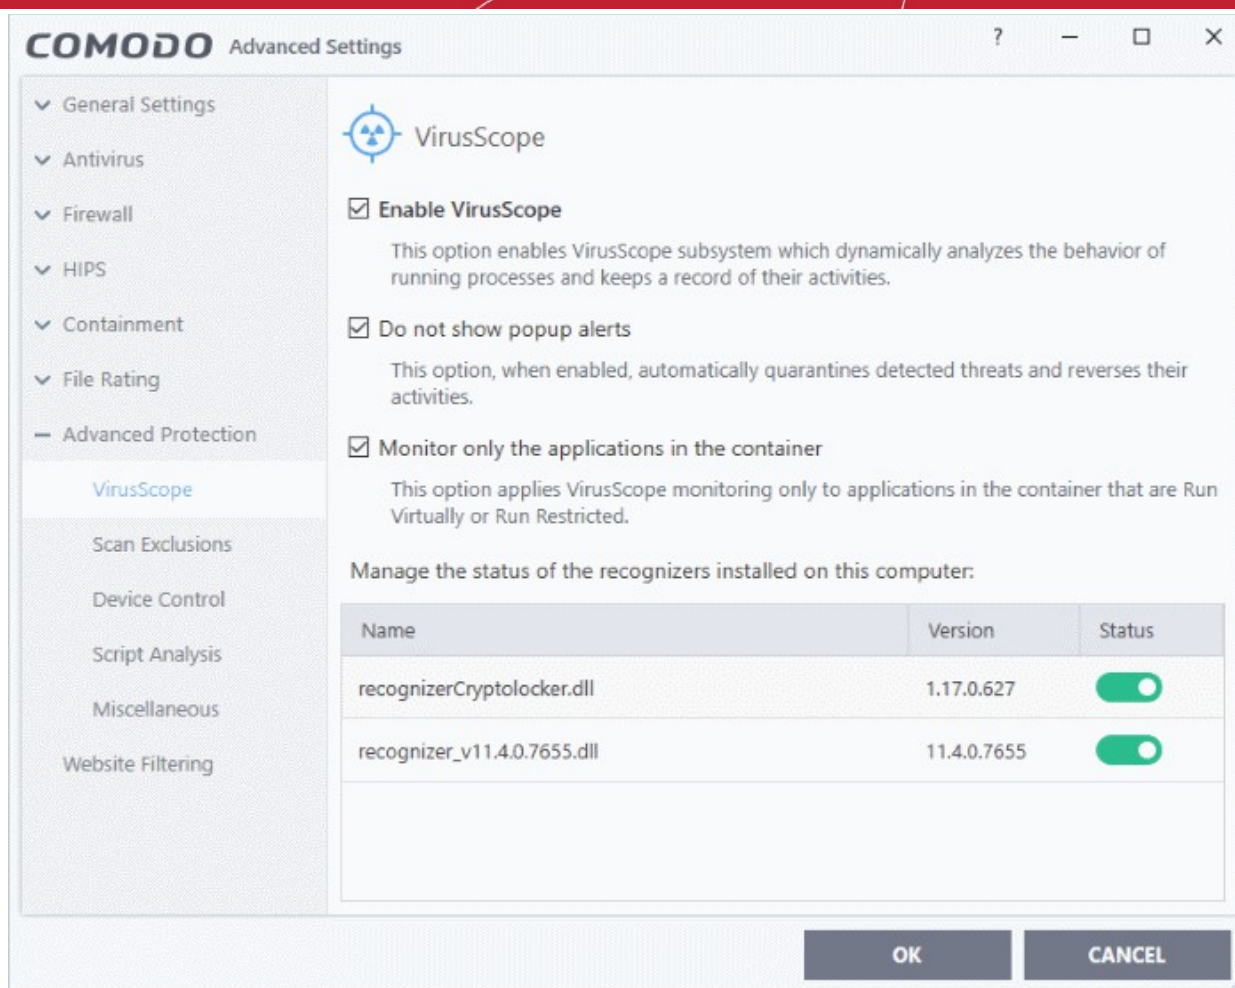 COMODO Advanced Settings ?
General Settings
Antivirus
Firewall
HIPS
Containment
File Rating
Advanced Protection
VirusScope
Scan Exclusions
Device Control
Script Analysis
Miscellaneous
Website Filtering
VirusScope
Enable VirusScope
This option enables VirusScope subsystem which dynamically analyzes the behavior of
running processes and keeps a record of their activities.
Do not show popup alerts
This option, when enabled, automatically quarantines detected threats and reverses their
activities.
Monitor only the applications in the container
This option applies VirusScope monitoring only to applications in the container that are Run
Virtually or Run Restricted.
Manage the status of the recognizers installed on this computer:
Name Version Status
recognizerCryptolocker.dll 1.17.0.627
recognizer_v11.4.0.7655.dll 11.4.0.7655
OK CANCEL